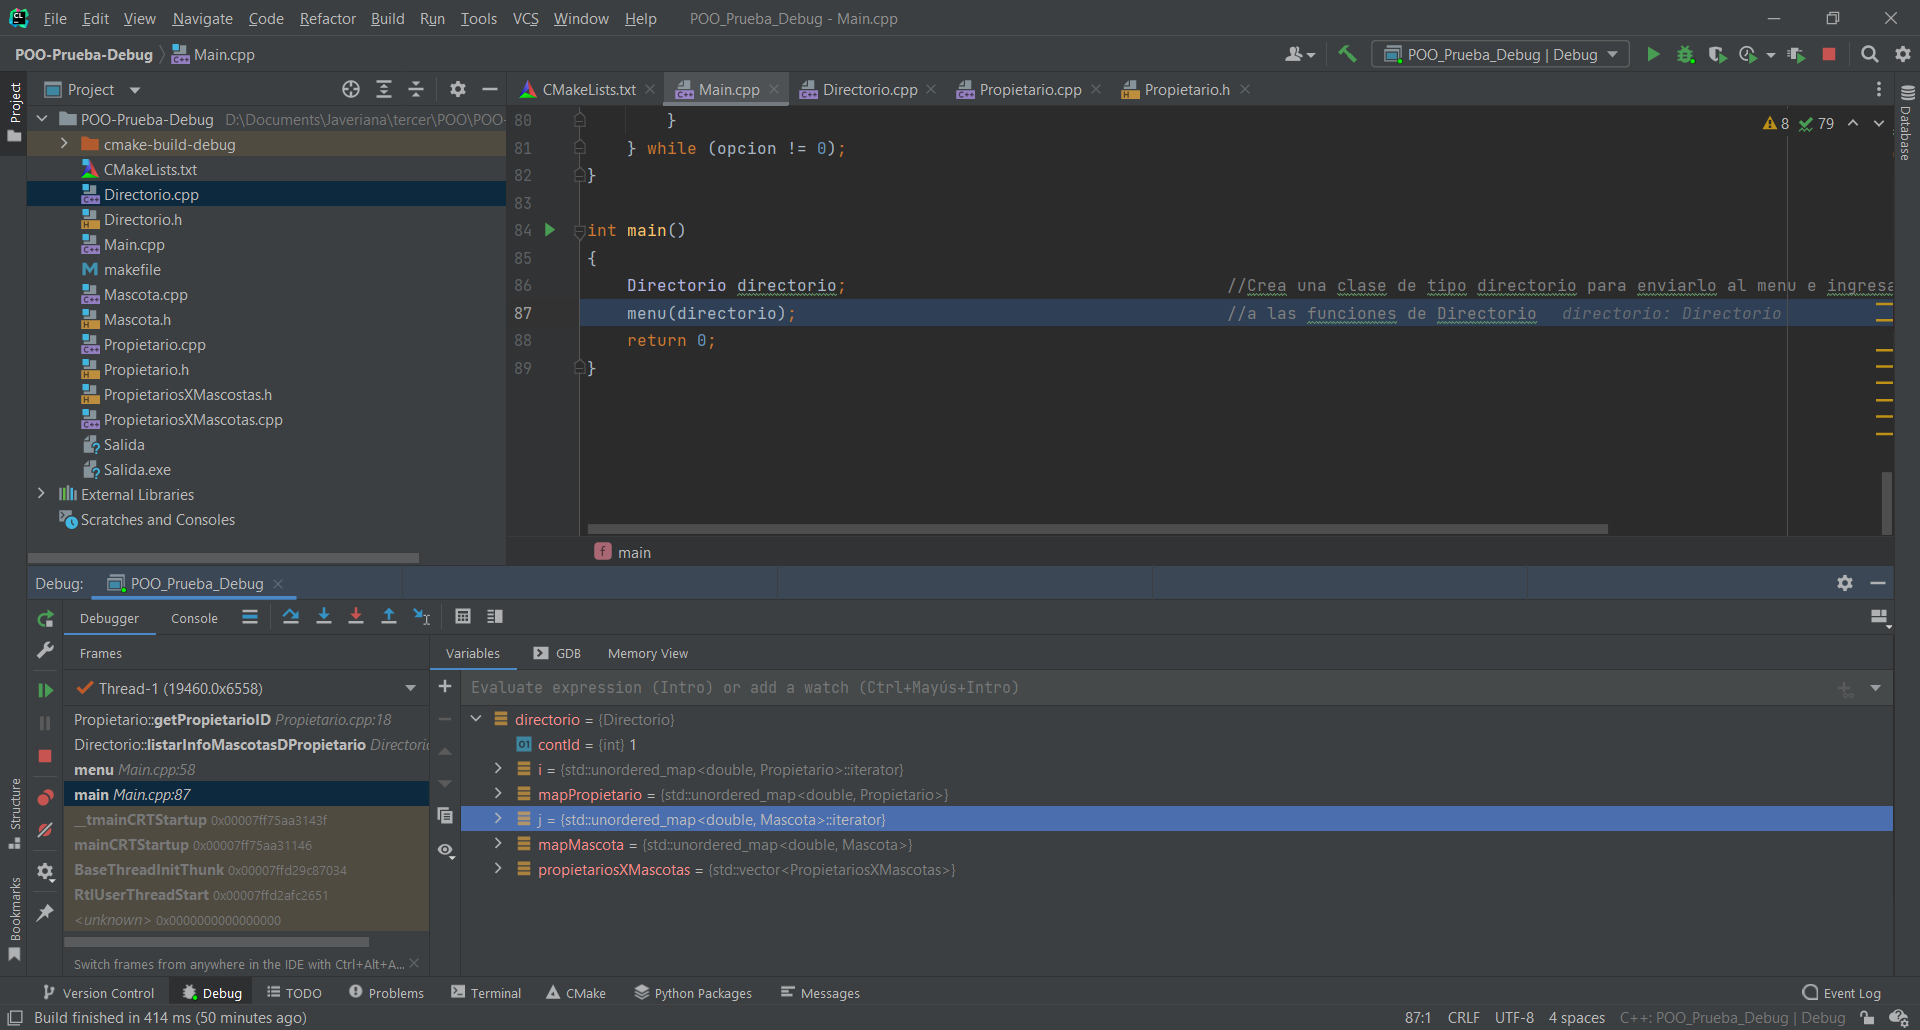 File Edit View Navigate Code Refactor Build Run Tools VCS Window Help POO_Prueba_Debug - Main.cpp
POO-Prueba-Debug Main.cpp POO_Prueba_Debug | Debug
Project
Project
CMakeLists.txt Main.cpp Directorio.cpp Propietario.cpp Propietario.h
POO-Prueba-Debug D:\Documents\Javeriana\tercer\POO\POO-
cmake-build-debug
CMakeLists.txt
Directorio.cpp
Directorio.h
Main.cpp
makefile
Mascota.cpp
Mascota.h
Propietario.cpp
Propietario.h
PropietariosXMascostas.h
PropietariosXMascotas.cpp
Salida
Salida.exe
External Libraries
Scratches and Consoles
80 }
81 } while (opcion != 0);
82 }
83
84 int main()
85 {
86 Directorio directorio; //Crea una clase de tipo directorio para enviarlo al menu e ingresa
87 menu(directorio); //a las funciones de Directorio directorio: Directorio
88 return 0;
89 }
8 79
Database
main
Debug: POO_Prueba_Debug
Debugger Console
Frames
Variables GDB Memory View
Thread-1 (19460.0x6558)
Evaluate expression (Intro) or add a watch (Ctrl+Mayús+Intro)
Propietario::getPropietarioID Propietario.cpp:18
Directorio::listarInfoMascotasDPropietario Directorio
menu Main.cpp:58
main Main.cpp:87
__tmainCRTStartup 0x00007ff75aa3143f
mainCRTStartup 0x00007ff75aa31146
BaseThreadInitThunk 0x00007ffd29c87034
RtlUserThreadStart 0x00007ffd2afc2651
<unknown> 0x0000000000000000
Switch frames from anywhere in the IDE with Ctrl+Alt+A...
directorio = {Directorio}
contId = {int} 1
i = {std::unordered_map<double, Propietario>::iterator}
mapPropietario = {std::unordered_map<double, Propietario>}
j = {std::unordered_map<double, Mascota>::iterator}
mapMascota = {std::unordered_map<double, Mascota>}
propietariosXMascotas = {std::vector<PropietariosXMascotas>}
Structure
Bookmarks
Version Control Debug TODO Problems Terminal CMake Python Packages Messages Event Log
Build finished in 414 ms (50 minutes ago) 87:1 CRLF UTF-8 4 spaces C++: POO_Prueba_Debug | Debug